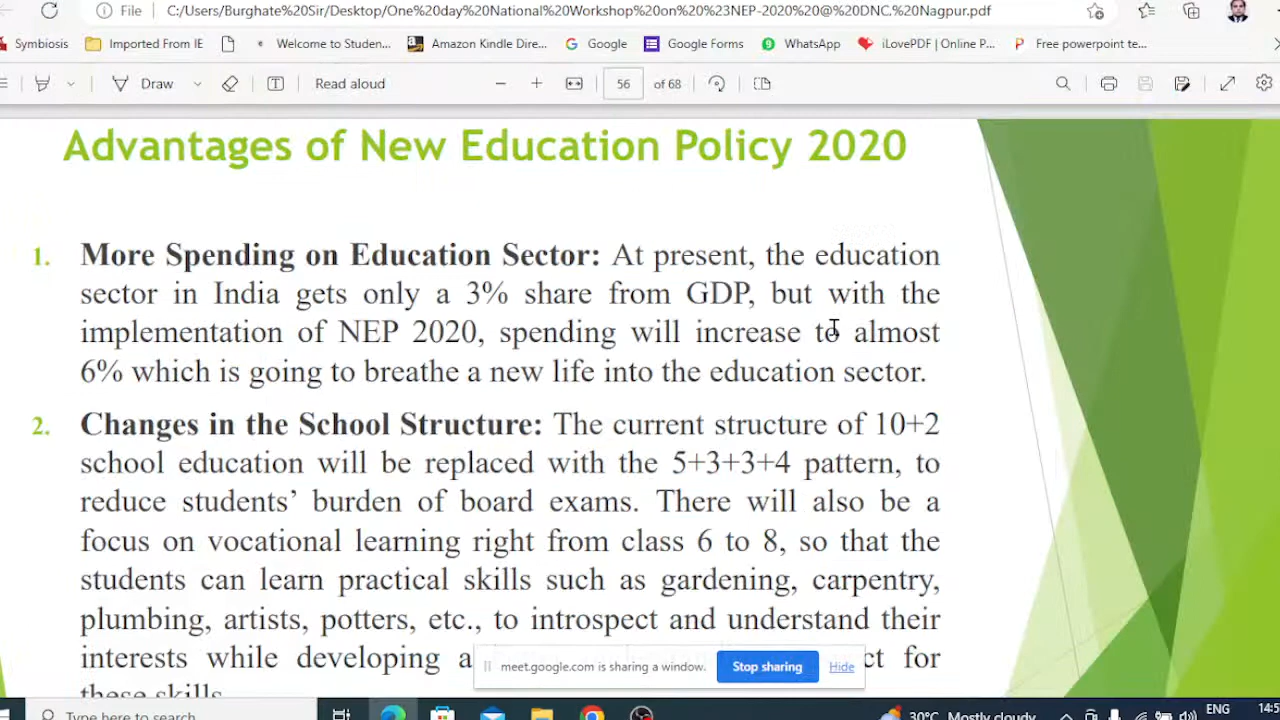 File C:/Users/Burghate%20Sir/Desktop/One%20day%20National%20Workshop%20on%20%23NEP-2020%20@%20DNC.%20Nagpur.pdf
Symbiosis Imported From IE Welcome to Studen... Amazon Kindle Dire... Google Google Forms WhatsApp iLovePDF | Online P... Free powerpoint te...
Draw Read aloud 56 of 68
Advantages of New Education Policy 2020
1. More Spending on Education Sector: At present, the education
sector in India gets only a 3% share from GDP, but with the
implementation of NEP 2020, spending will increase to almost
6% which is going to breathe a new life into the education sector.
2. Changes in the School Structure: The current structure of 10+2
school education will be replaced with the 5+3+3+4 pattern, to
reduce students’ burden of board exams. There will also be a
focus on vocational learning right from class 6 to 8, so that the
students can learn practical skills such as gardening, carpentry,
plumbing, artists, potters, etc., to introspect and understand their
interests while developing a ct for
these skills.
meet.google.com is sharing a window. Stop sharing Hide
Type here to search 30°C Mostly cloudy ENG 14:5